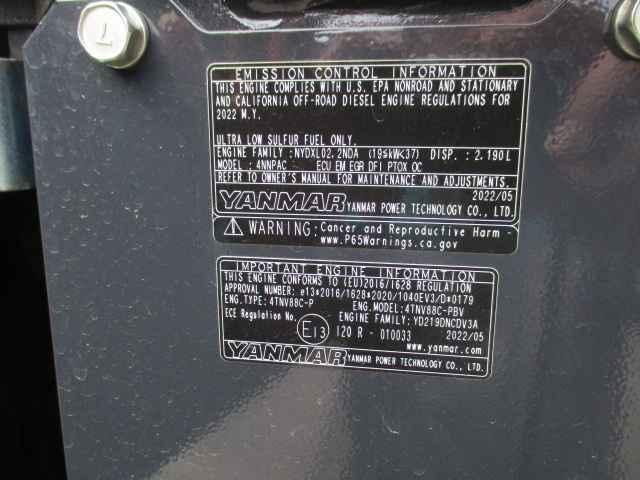 EMISSION CONTROL INFORMATION
THIS ENGINE COMPLIES WITH U.S. EPA NONROAD AND STATIONARY
AND CALIFORNIA OFF-ROAD DIESEL ENGINE REGULATIONS FOR
2022 M.Y.
ULTRA LOW SULFUR FUEL ONLY.
ENGINE FAMILY : NYDXL02.2NDA (19≤kW<37) DISP. : 2.190L
MODEL : 4NNPAC ECU EM EGR DFI PTOX OC
REFER TO OWNER'S MANUAL FOR MAINTENANCE AND ADJUSTMENTS.
2022/05
YANMAR YANMAR POWER TECHNOLOGY CO., LTD.
WARNING: Cancer and Reproductive Harm -
www.P65Warnings.ca.gov
IMPORTANT ENGINE INFORMATION
THIS ENGINE CONFORMS TO (EU)2016/1628 REGULATION
APPROVAL NUMBER: e13*2016/1628*2020/1040EV3/D*0179
ENG.TYPE: 4TNV88C-P ENG.MODEL: 4TNV88C-PBV
ENGINE FAMILY: YD219DNCDV3A
ECE Regulation No. E13 120 R - 010033 2022/05
www.yanmar.com
YANMAR YANMAR POWER TECHNOLOGY CO., LTD.
7